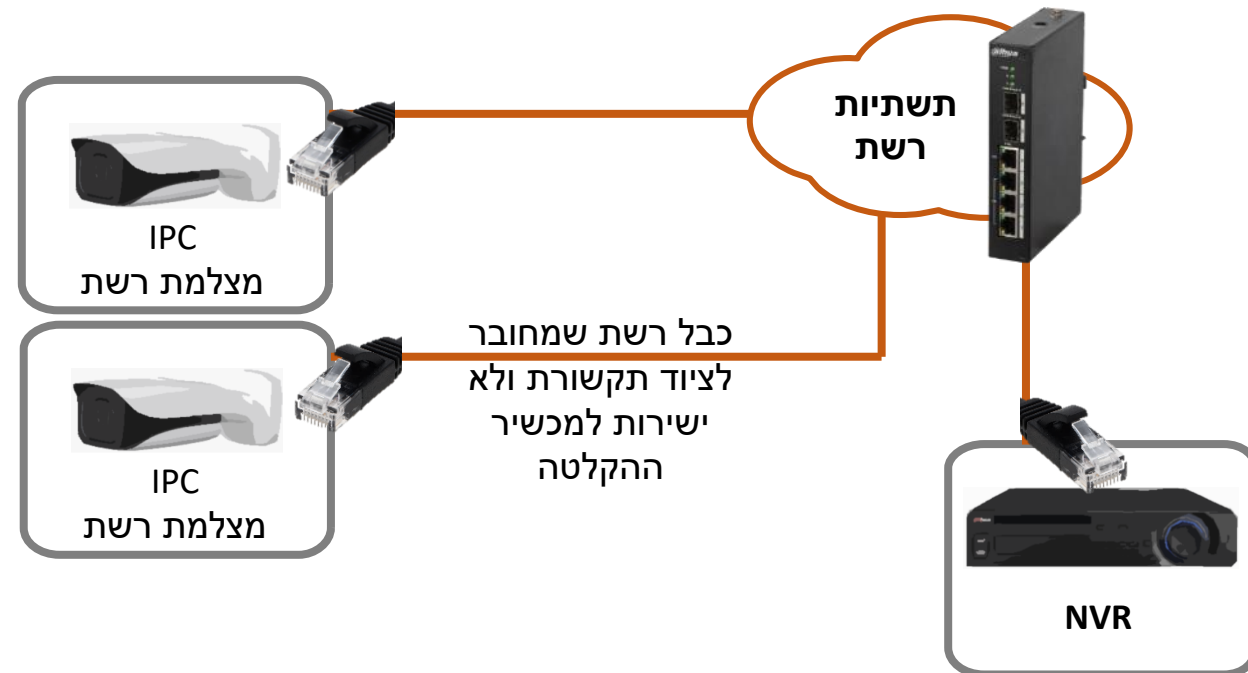 תשתיות
רשת
IPC
מצלמת רשת
כבל רשת שמחובר
לציוד תקשורת ולא
ישירות למכשיר
ההקלטה
IPC
מצלמת רשת
NVR